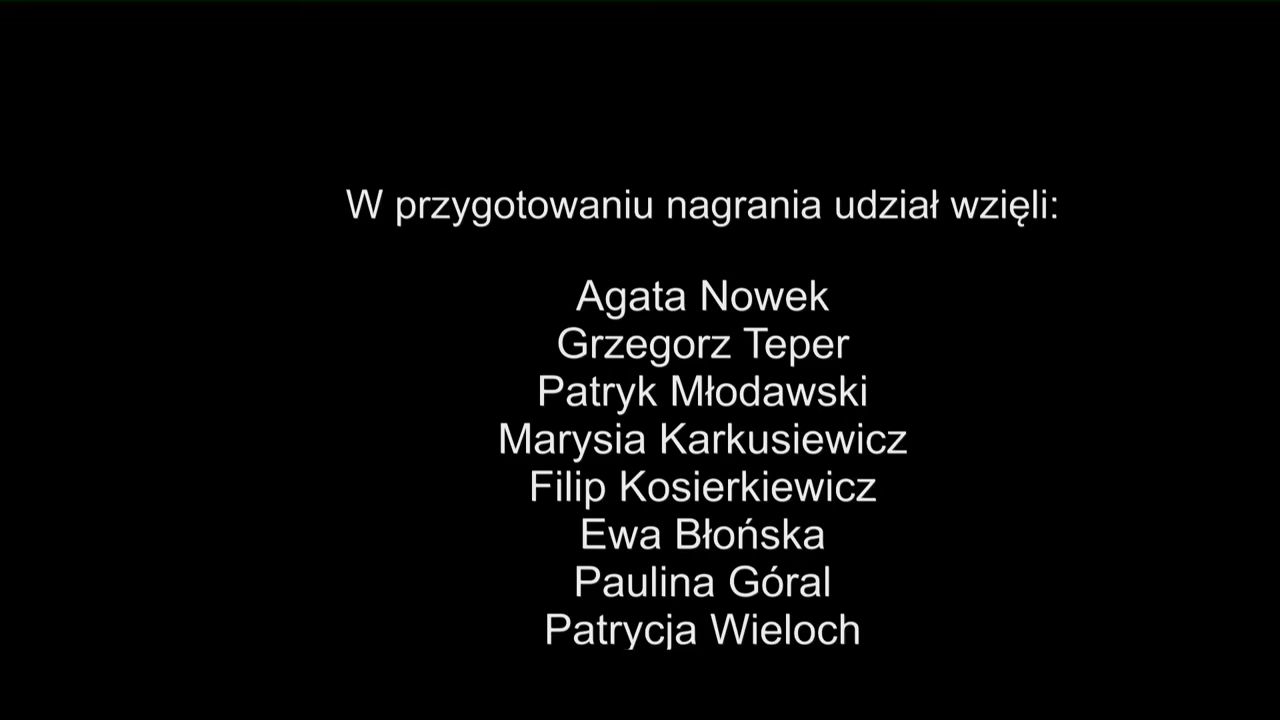 W przygotowaniu nagrania udział wzięli:
Agata Nowek
Grzegorz Teper
Patryk Młodawski
Marysia Karkusiewicz
Filip Kosierkiewicz
Ewa Błońska
Paulina Góral
Patrycja Wieloch